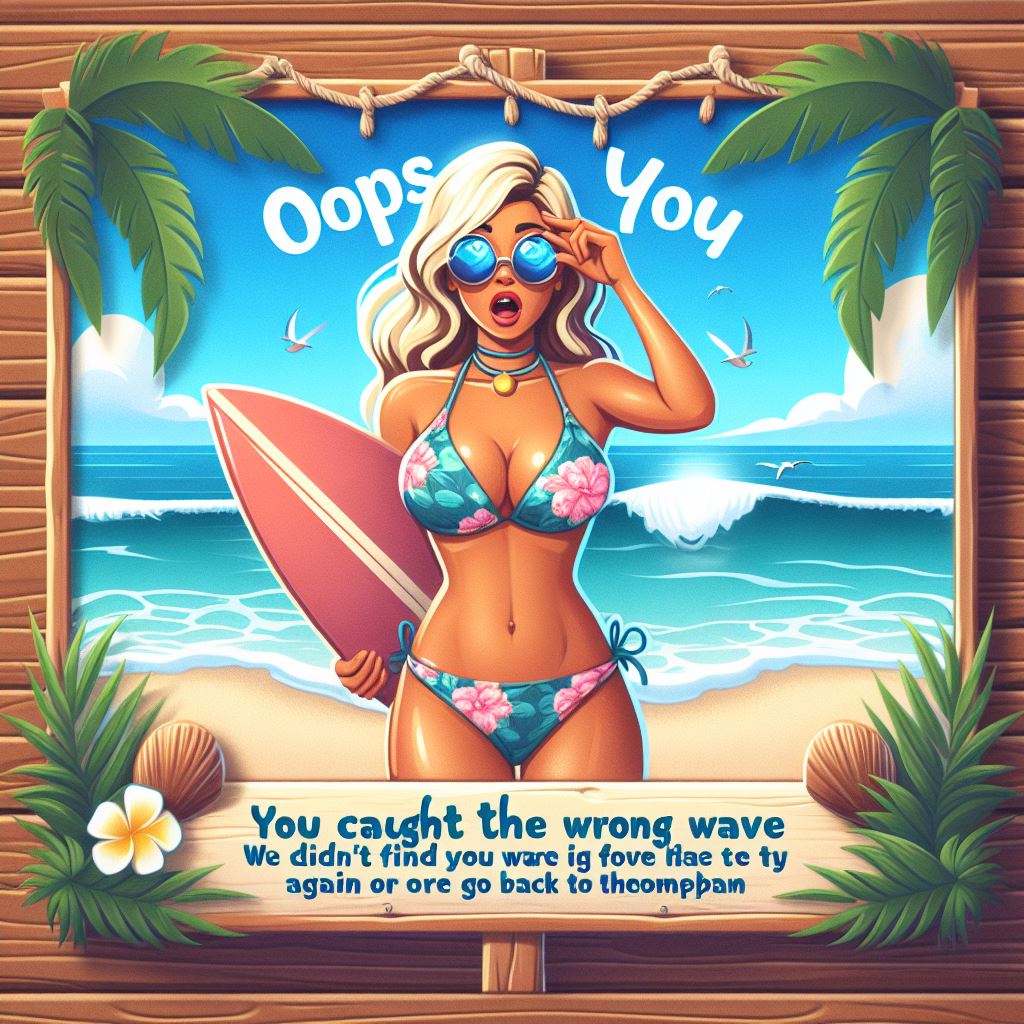 Oops You
You caught the wrong wave
We didn't find you ware ig fove Hae te ty
again or ore go back to thoompþan